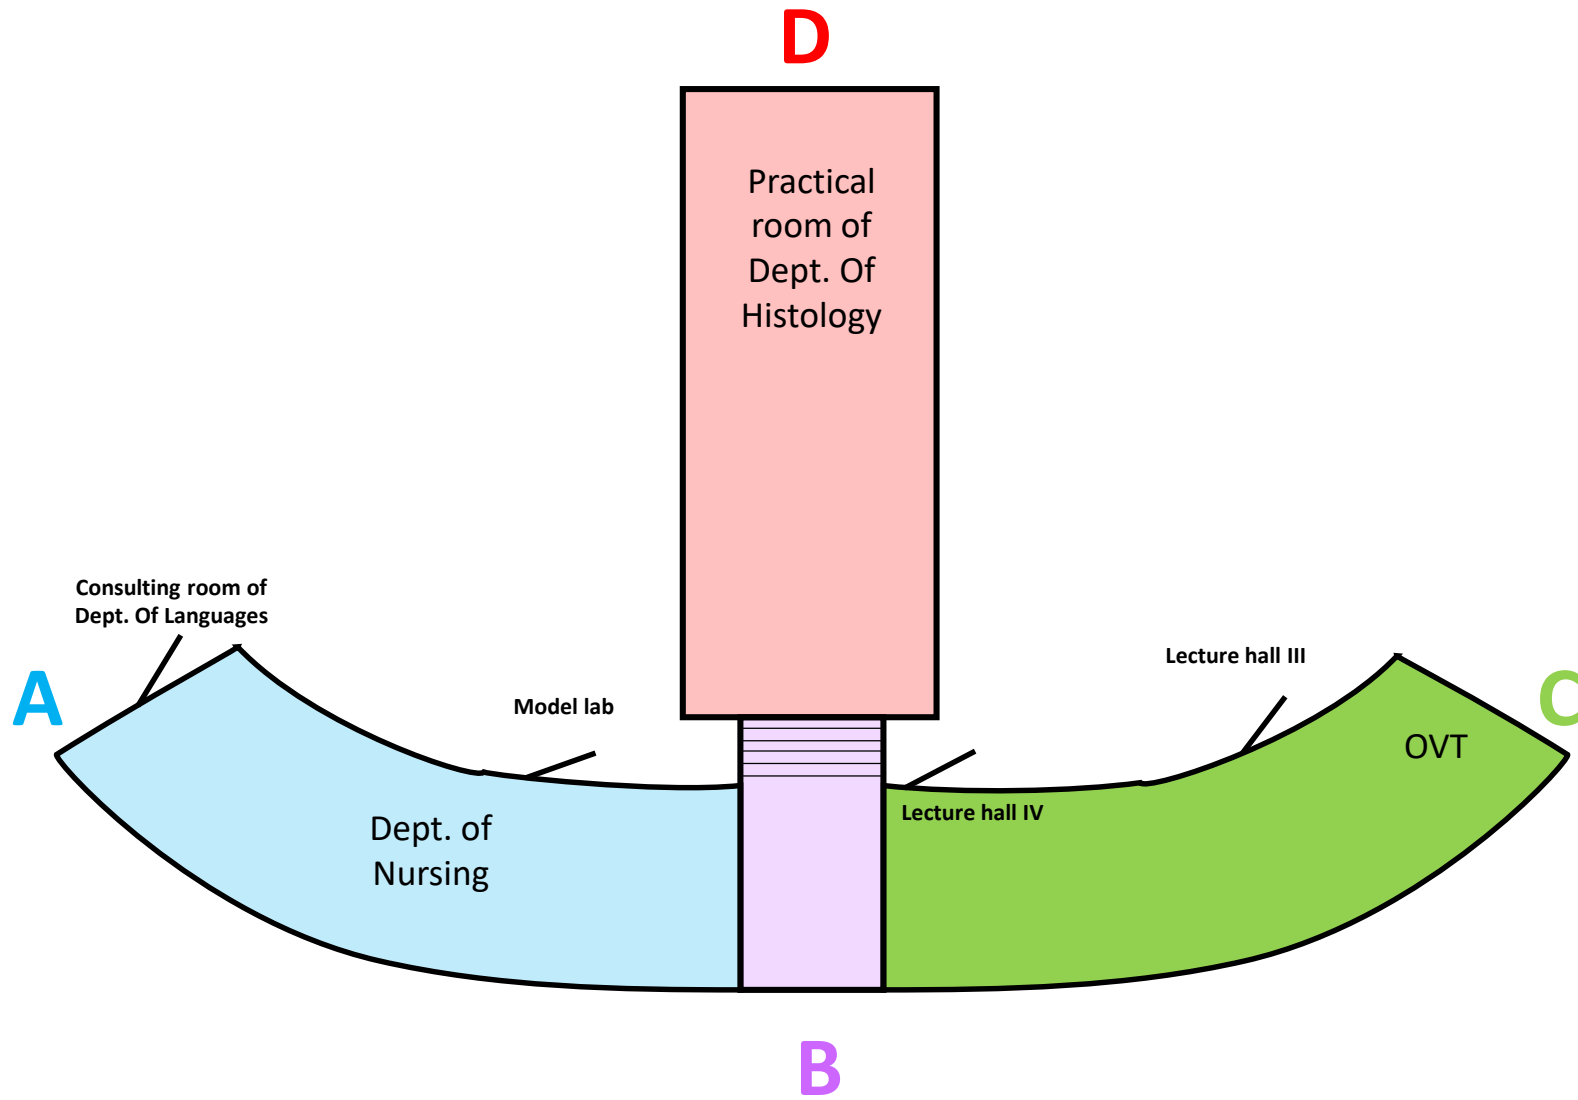 D
Practical
room of
Dept. Of
Histology
Consulting room of
Dept. Of Languages
A
Model lab
Lecture hall III
C
OVT
Lecture hall IV
Dept. of
Nursing
B